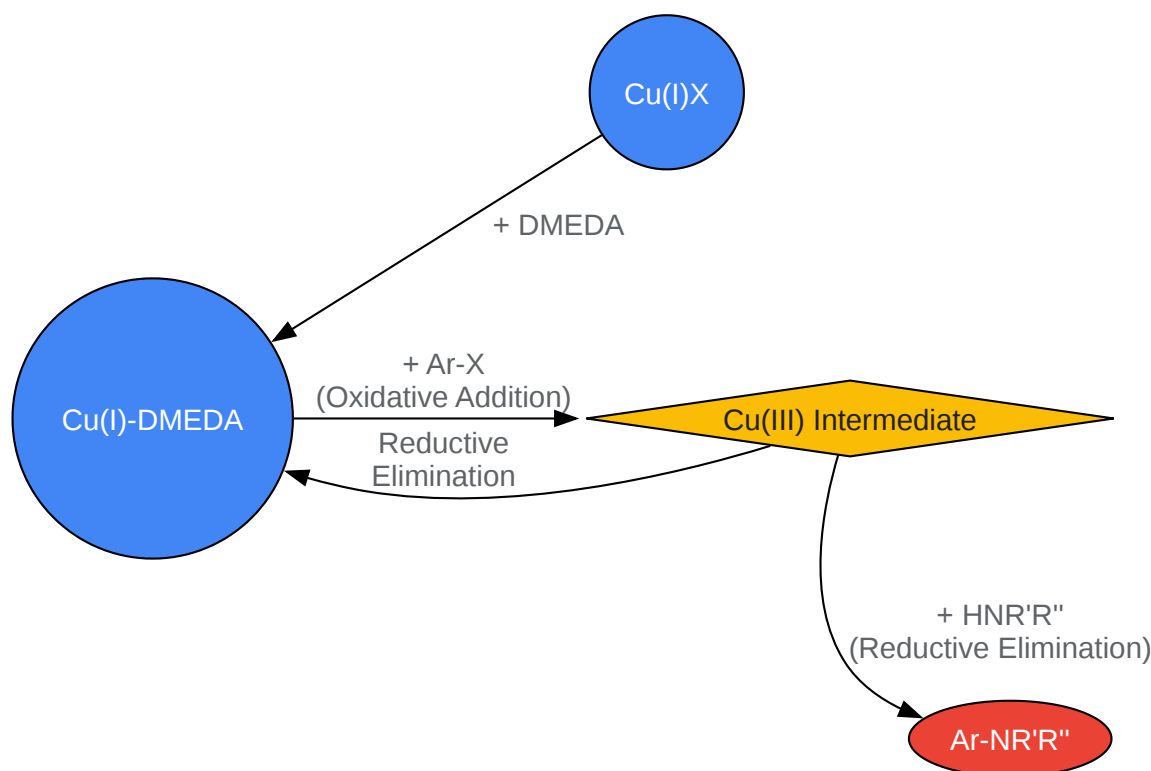 Cu(I)X
+ DMEDA
+ Ar-X
(Oxidative Addition)
Cu(I)-DMEDA
Cu(III) Intermediate
Reductive
Elimination
+ HNR'R''
(Reductive Elimination)
Ar-NR'R''